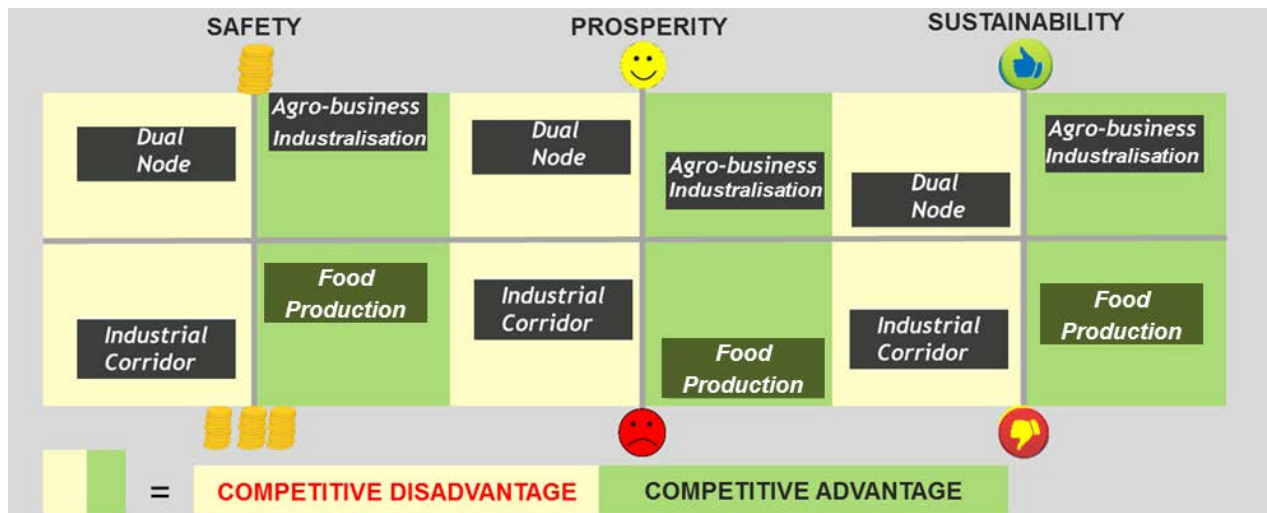 SAFETY
PROSPERITY
SUSTAINABILITY
Dual
Node
Agro-business
Industralisation
Dual
Node
Agro-business
Industralisation
Dual
Node
Agro-business
Industralisation
Industrial
Corridor
Food
Production
Industrial
Corridor
Food
Production
Industrial
Corridor
Food
Production
=
COMPETITIVE DISADVANTAGE
COMPETITIVE ADVANTAGE